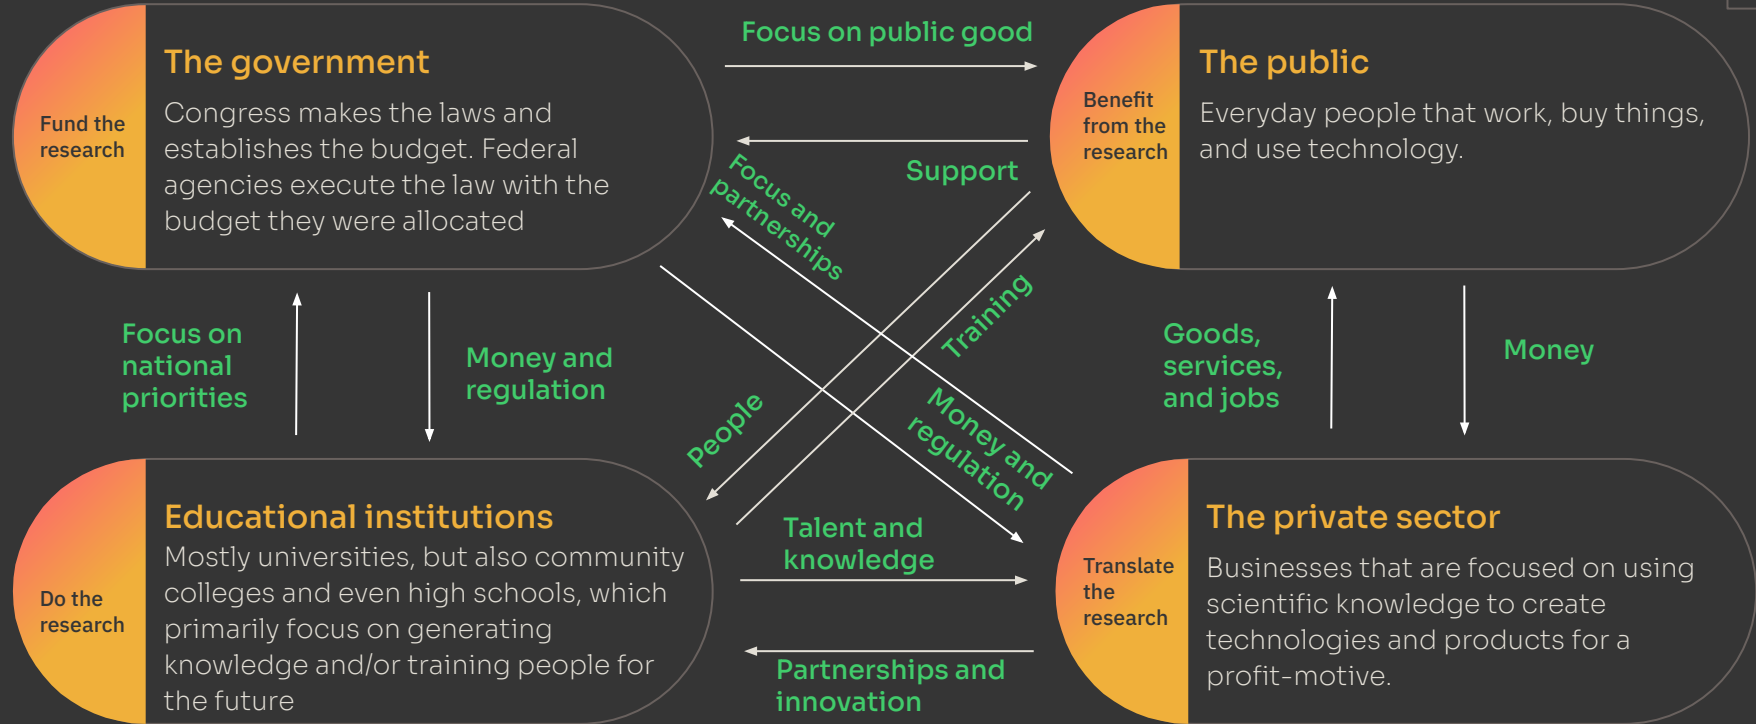 Focus on public good
The government
Fund the
research
Congress makes the laws and
establishes the budget. Federal
agencies execute the law with the
budget they were allocated
The public
Benefit
from the
research
Everyday people that work, buy things,
and use technology.
Support
Focus and
partnerships
Training
People
Money and
regulation
Focus on
national
priorities
Money and
regulation
Goods,
services,
and jobs
Money
Educational institutions
Do the
research
Mostly universities, but also community
colleges and even high schools, which
primarily focus on generating
knowledge and/or training people for
the future
Talent and
knowledge
Partnerships and
innovation
The private sector
Translate
the
research
Businesses that are focused on using
scientific knowledge to create
technologies and products for a
profit-motive.